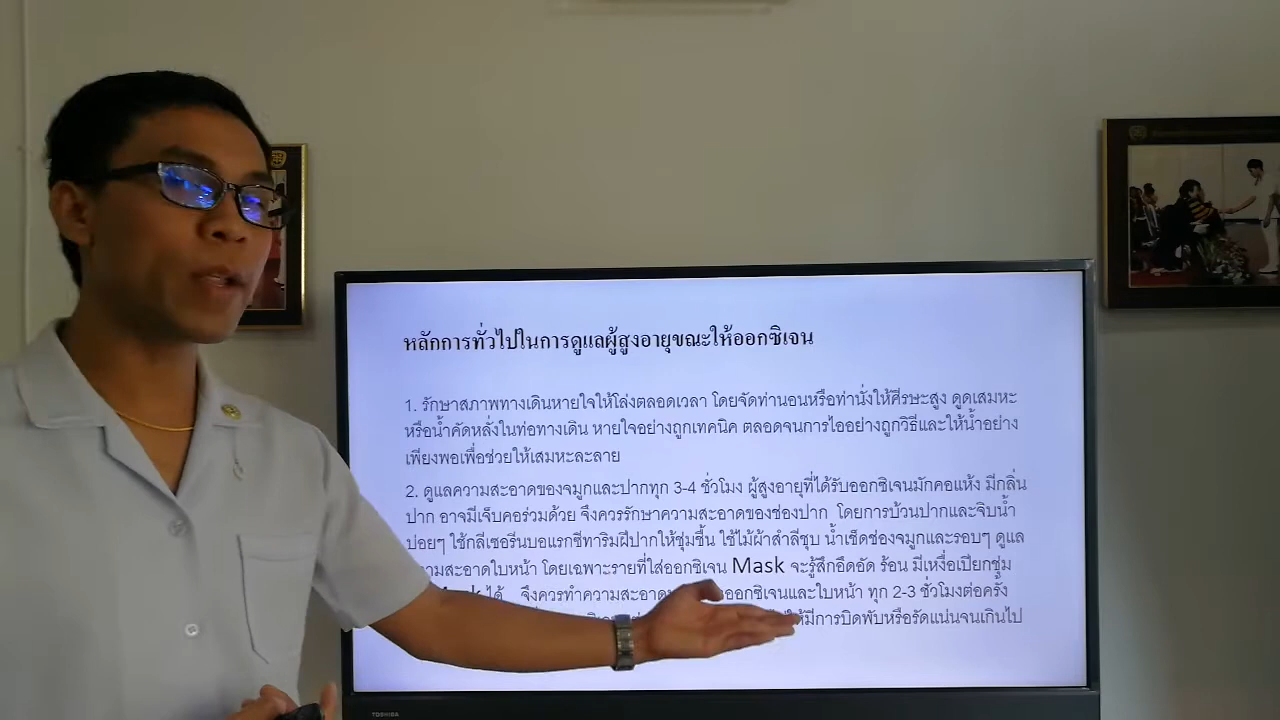 หลักการทั่วไปในการดูแลผู้สูงอายุขณะให้ออกซิเจน
1. รักษาสภาพทางเดินหายใจให้โล่งตลอดเวลา โดยจัดท่านอนหรือท่านั่งให้ศีรษะสูง ดูดเสมหะ
หรือน้ำคัดหลั่งในท่อทางเดิน หายใจอย่างถูกเทคนิค ตลอดจนการไออย่างถูกวิธีและให้น้ำอย่าง
เพียงพอเพื่อช่วยให้เสมหะละลาย
2. ดูแลความสะอาดของจมูกและปากทุก 3-4 ชั่วโมง ผู้สูงอายุที่ได้รับออกซิเจนมักคอแห้ง มีกลิ่น
ปาก อาจมีเจ็บคอร่วมด้วย จึงควรรักษาความสะอาดของช่องปาก โดยการบ้วนปากและจิบน้ำ
บ่อยๆ ใช้กลีเซอรีนบอแรกซ์ทาริมฝีปากให้ชุ่มชื้น ใช้ไม้ผ้าสำลีชุบ น้ำเช็ดช่องจมูกและรอบๆ ดูแล
วามสะอาดใบหน้า โดยเฉพาะรายที่ใส่ออกซิเจน Mask จะรู้สึกอึดอัด ร้อน มีเหงื่อเปียกชุ่ม
ได้ จึงควรทำความสะอาด ออกซิเจนและใบหน้า ทุก 2-3 ชั่วโมงต่อครั้ง
ให้มีการบิดพับหรือรัดแน่นจนเกินไป
TOSHIBA